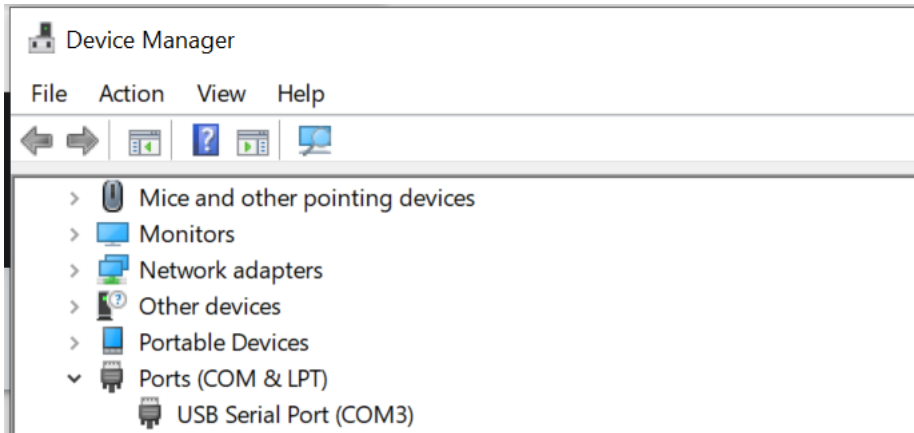 Device Manager
File Action View Help
?
Mice and other pointing devices
Monitors
Network adapters
Other devices
Portable Devices
Ports (COM & LPT)
USB Serial Port (COM3)